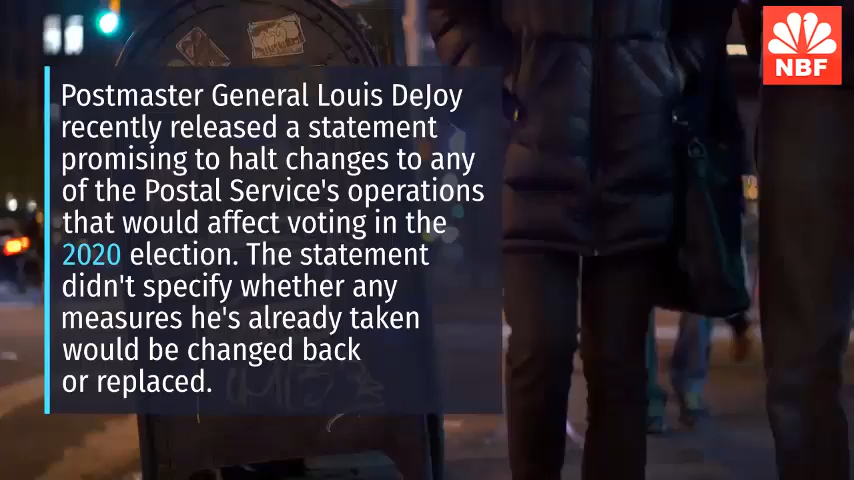 NBF
Postmaster General Louis DeJoy
recently released a statement
promising to halt changes to any
of the Postal Service's operations
that would affect voting in the
2020 election. The statement
didn't specify whether any
measures he's already taken
would be changed back
or replaced.